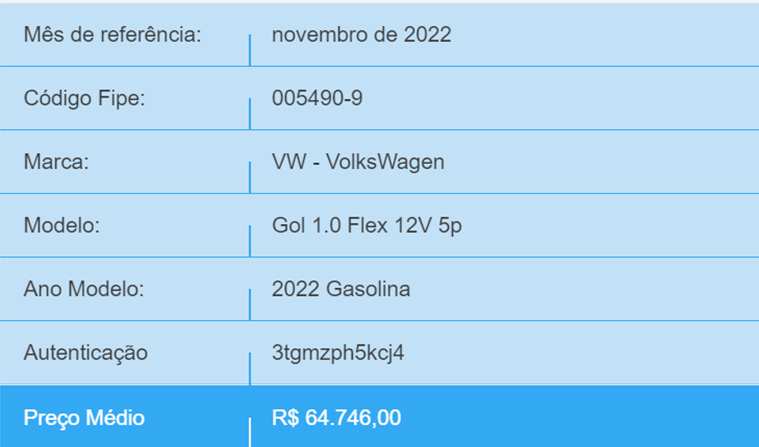 Mês de referência: novembro de 2022
Código Fipe: 005490-9
Marca: VW - VolksWagen
Modelo: Gol 1.0 Flex 12V 5p
Ano Modelo: 2022 Gasolina
Autenticação 3tgmzph5kcj4
Preço Médio R$ 64.746,00